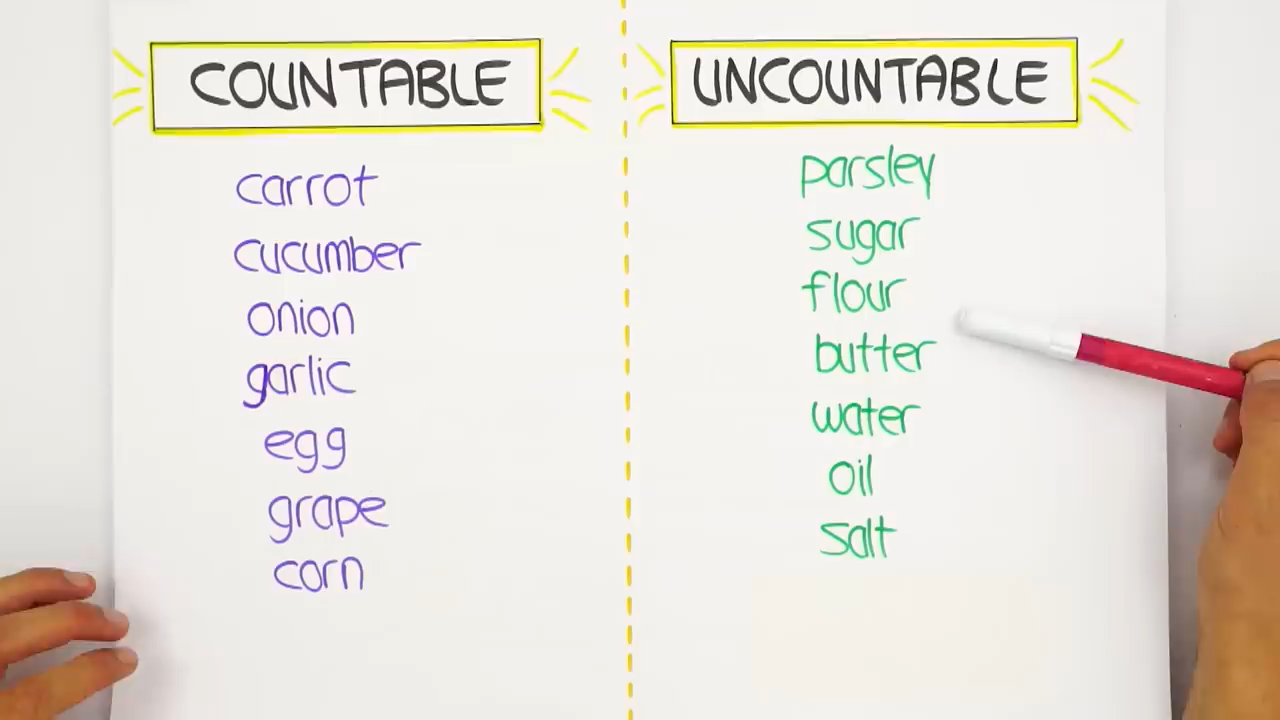 COUNTABLE
carrot
cucumber
onion
garlic
egg
grape
corn
UNCOUNTABLE
parsley
sugar
flour
butter
water
oil
salt